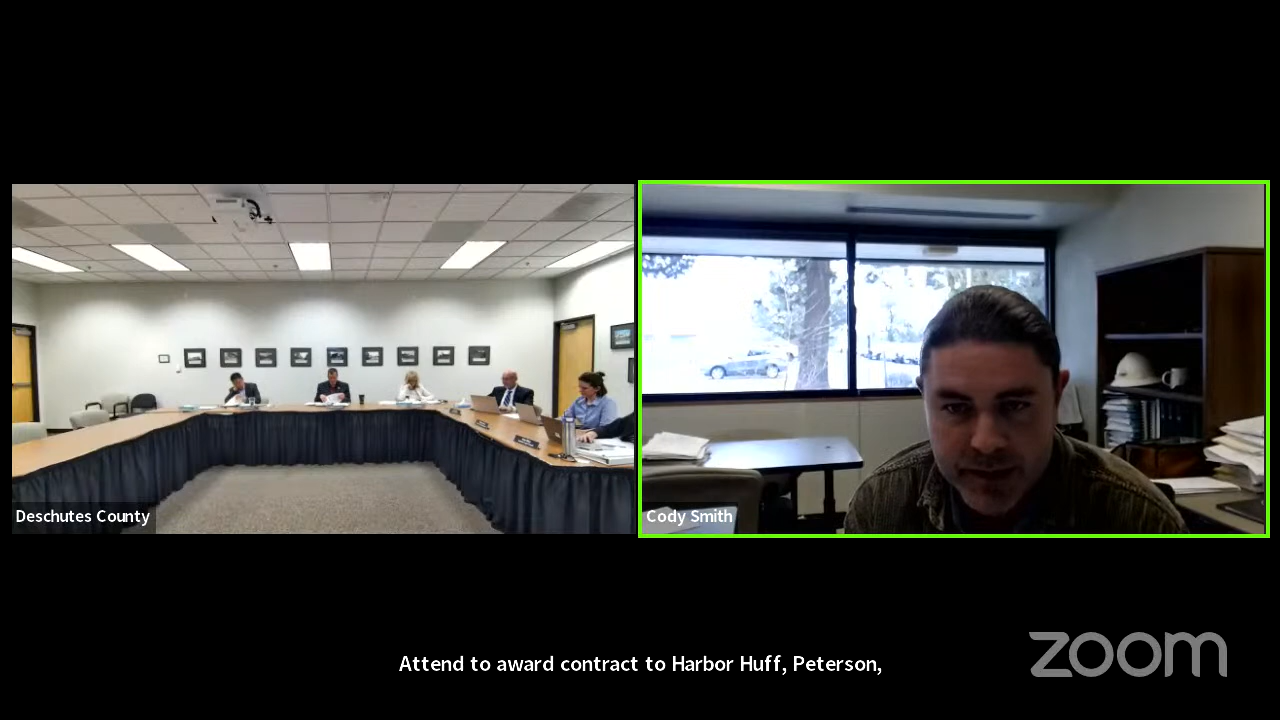 Deschutes County
Cody Smith
Attend to award contract to Harbor Huff, Peterson,
zoom